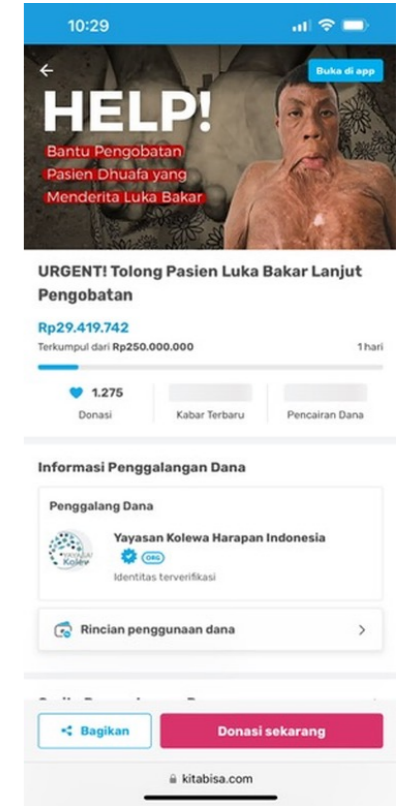 10:29
Buka di app
HELP!
Bantu Pengobatan
Pasien Dhuafa yang
Menderita Luka Bakar
URGENT! Tolong Pasien Luka Bakar Lanjut
Pengobatan
Rp29.419.742
Terkumpul dari Rp250.000.000 1 hari
1.275
Donasi Kabar Terbaru Pencairan Dana
Informasi Penggalangan Dana
Penggalang Dana
Yayasan Kolewa Harapan Indonesia
ORG
Identitas terverifikasi
Rincian penggunaan dana
Bagikan Donasi sekarang
kitabisa.com